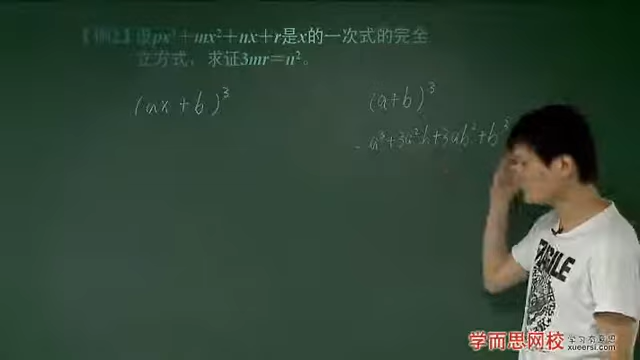 【例2】设px³+mx²+nx+r是x的一次式的完全
立方式，求证3mr=n²。
(ax+b)³
(a+b)³
=a³+3a²b+3ab²+b³
学而思网校
xueersi.com